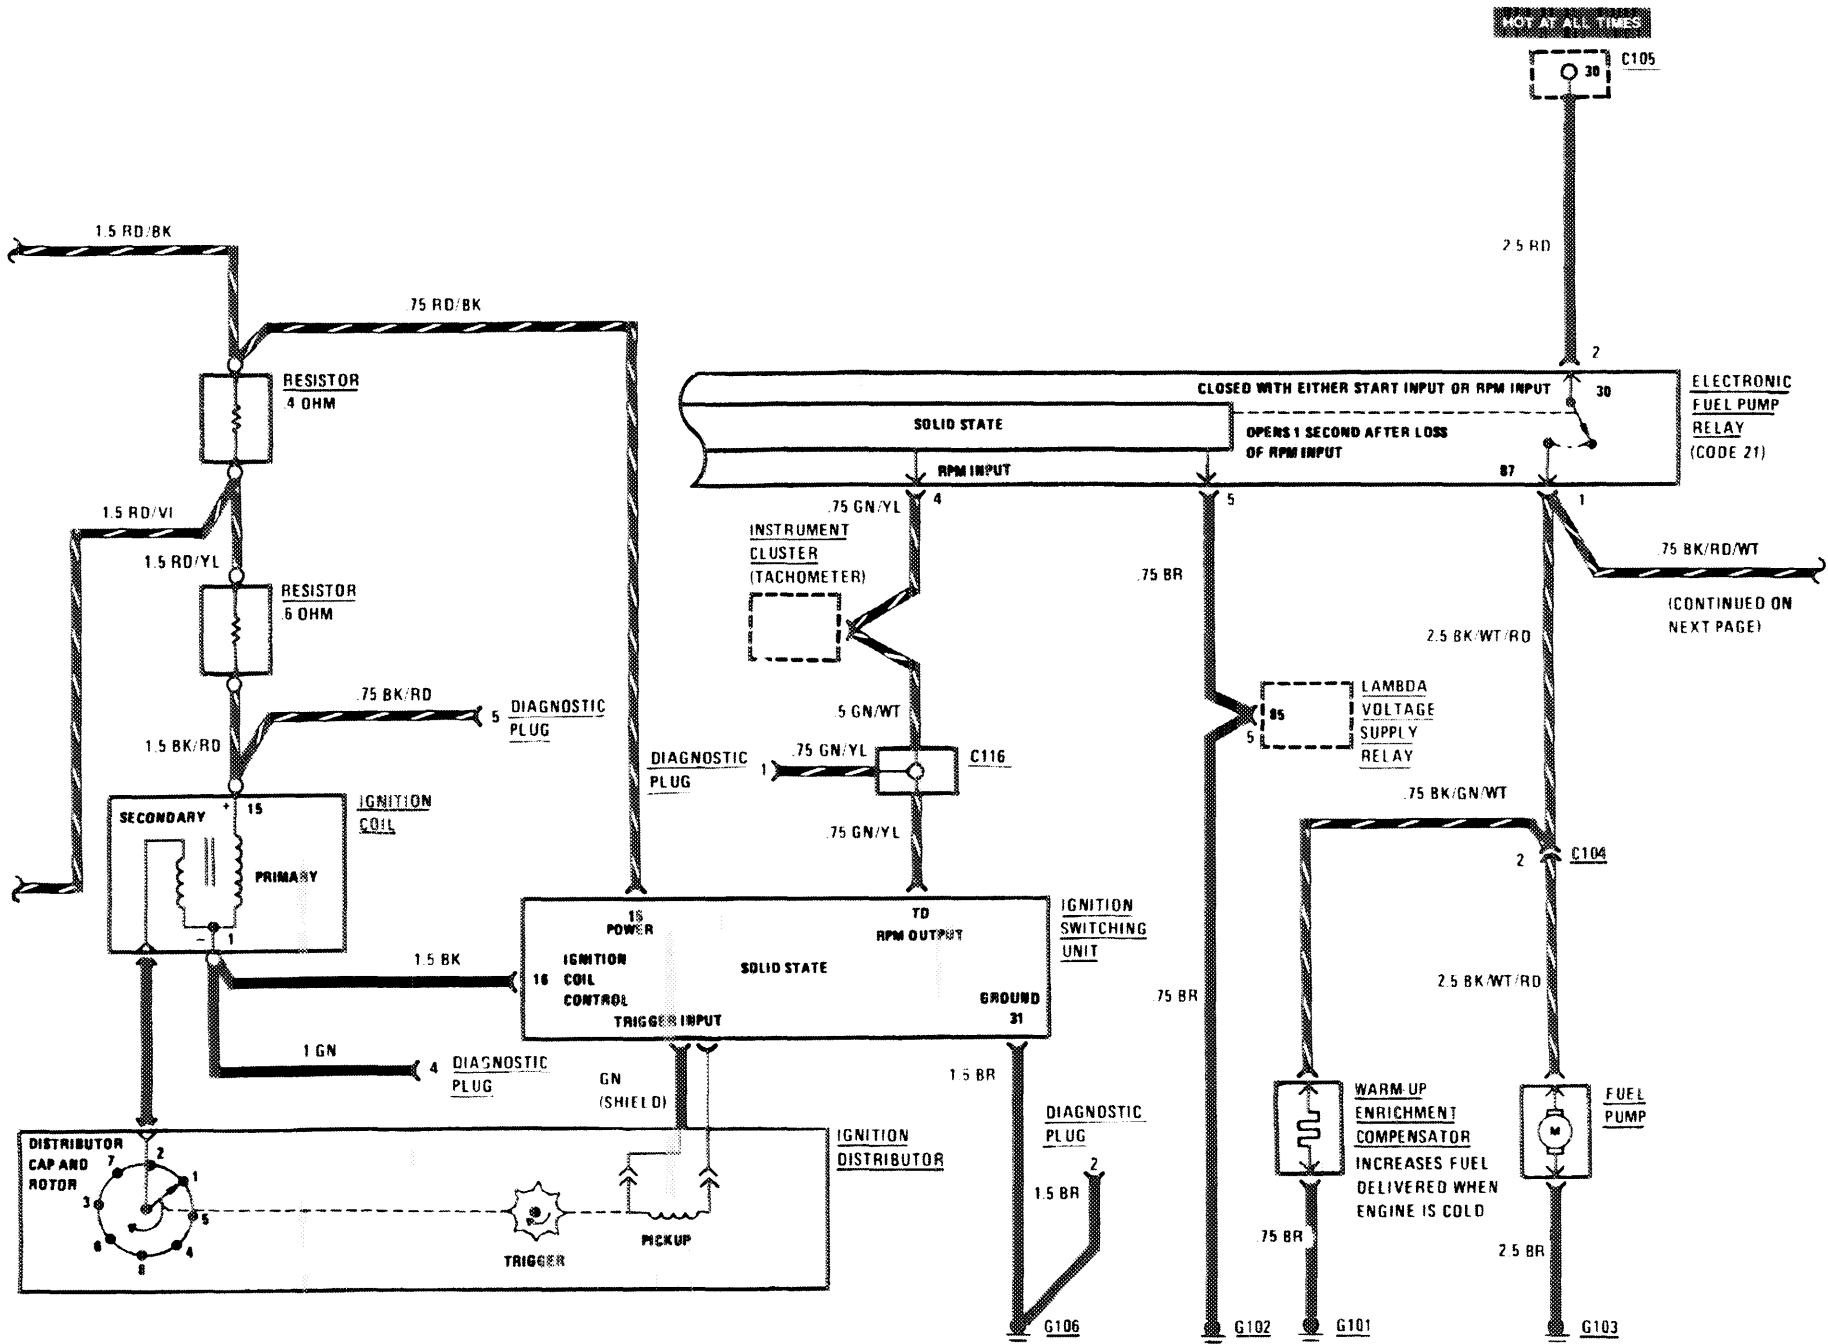 HOT AT ALL TIMES
30
C105
2.5 RD
1.5 RD/BK
.75 RD/BK
RESISTOR
.4 OHM
1.5 RD/VI
1.5 RD/YL
RESISTOR
.6 OHM
.75 BK/RD
5
DIAGNOSTIC
PLUG
1.5 BK/RD
2
CLOSED WITH EITHER START INPUT OR RPM INPUT
30
SOLID STATE
OPENS 1 SECOND AFTER LOSS
OF RPM INPUT
RPM INPUT
87
ELECTRONIC
FUEL PUMP
RELAY
(CODE 21)
4
5
1
.75 GN/YL
INSTRUMENT
CLUSTER
(TACHOMETER)
.75 BR
.75 BK/RD/WT
(CONTINUED ON
NEXT PAGE)
2.5 BK/WT/RD
.5 GN/WT
.75 GN/YL
DIAGNOSTIC
PLUG
1
C116
.75 GN/YL
85
5
LAMBDA
VOLTAGE
SUPPLY
RELAY
.75 BK/GN/WT
2
C104
SECONDARY
+
15
IGNITION
COIL
PRIMARY
–
1
1.5 BK
1 GN
4
DIAGNOSTIC
PLUG
15
POWER
TD
RPM OUTPUT
IGNITION
SWITCHING
UNIT
16
IGNITION
COIL
CONTROL
SOLID STATE
TRIGGER INPUT
GROUND
31
.75 BR
2.5 BK/WT/RD
GN
(SHIELD)
1.5 BR
DIAGNOSTIC
PLUG
2
1.5 BR
WARM-UP
ENRICHMENT
COMPENSATOR
INCREASES FUEL
DELIVERED WHEN
ENGINE IS COLD
FUEL
PUMP
M
DISTRIBUTOR
CAP AND
ROTOR
7
2
1
3
5
6
4
8
TRIGGER
PICKUP
IGNITION
DISTRIBUTOR
.75 BR
2.5 BR
G106
G102
G101
G103